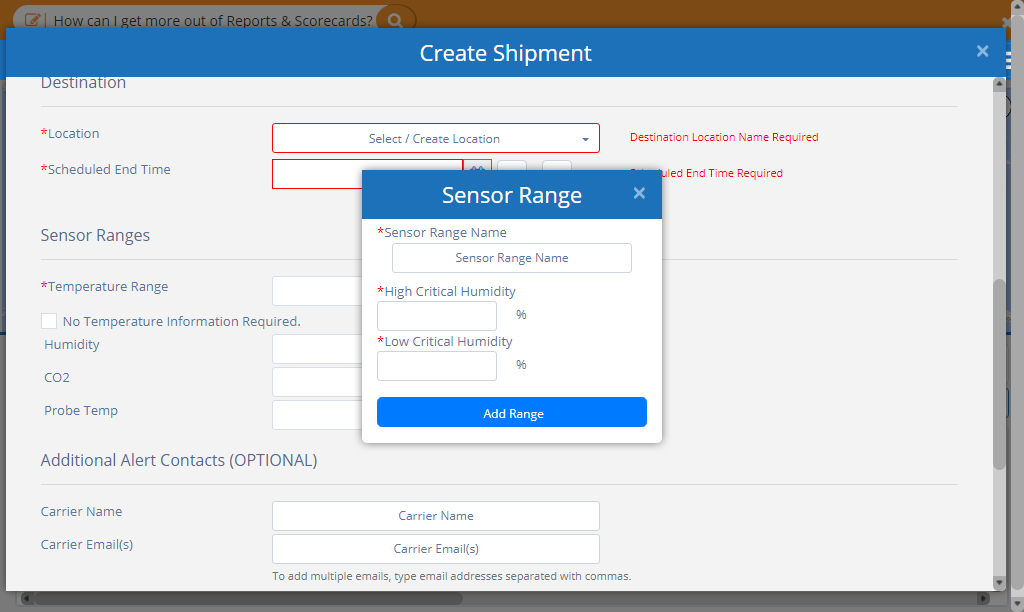 How can I get more out of Reports & Scorecards?
Create Shipment ×
Destination
*Location
Select / Create Location
Destination Location Name Required
*Scheduled End Time
End Time Required
Sensor Range ×
*Sensor Range Name
Sensor Range Name
*High Critical Humidity
%
*Low Critical Humidity
%
Add Range
Sensor Ranges
*Temperature Range
No Temperature Information Required.
Humidity
CO2
Probe Temp
Additional Alert Contacts (OPTIONAL)
Carrier Name
Carrier Name
Carrier Email(s)
Carrier Email(s)
To add multiple emails, type email addresses separated with commas.